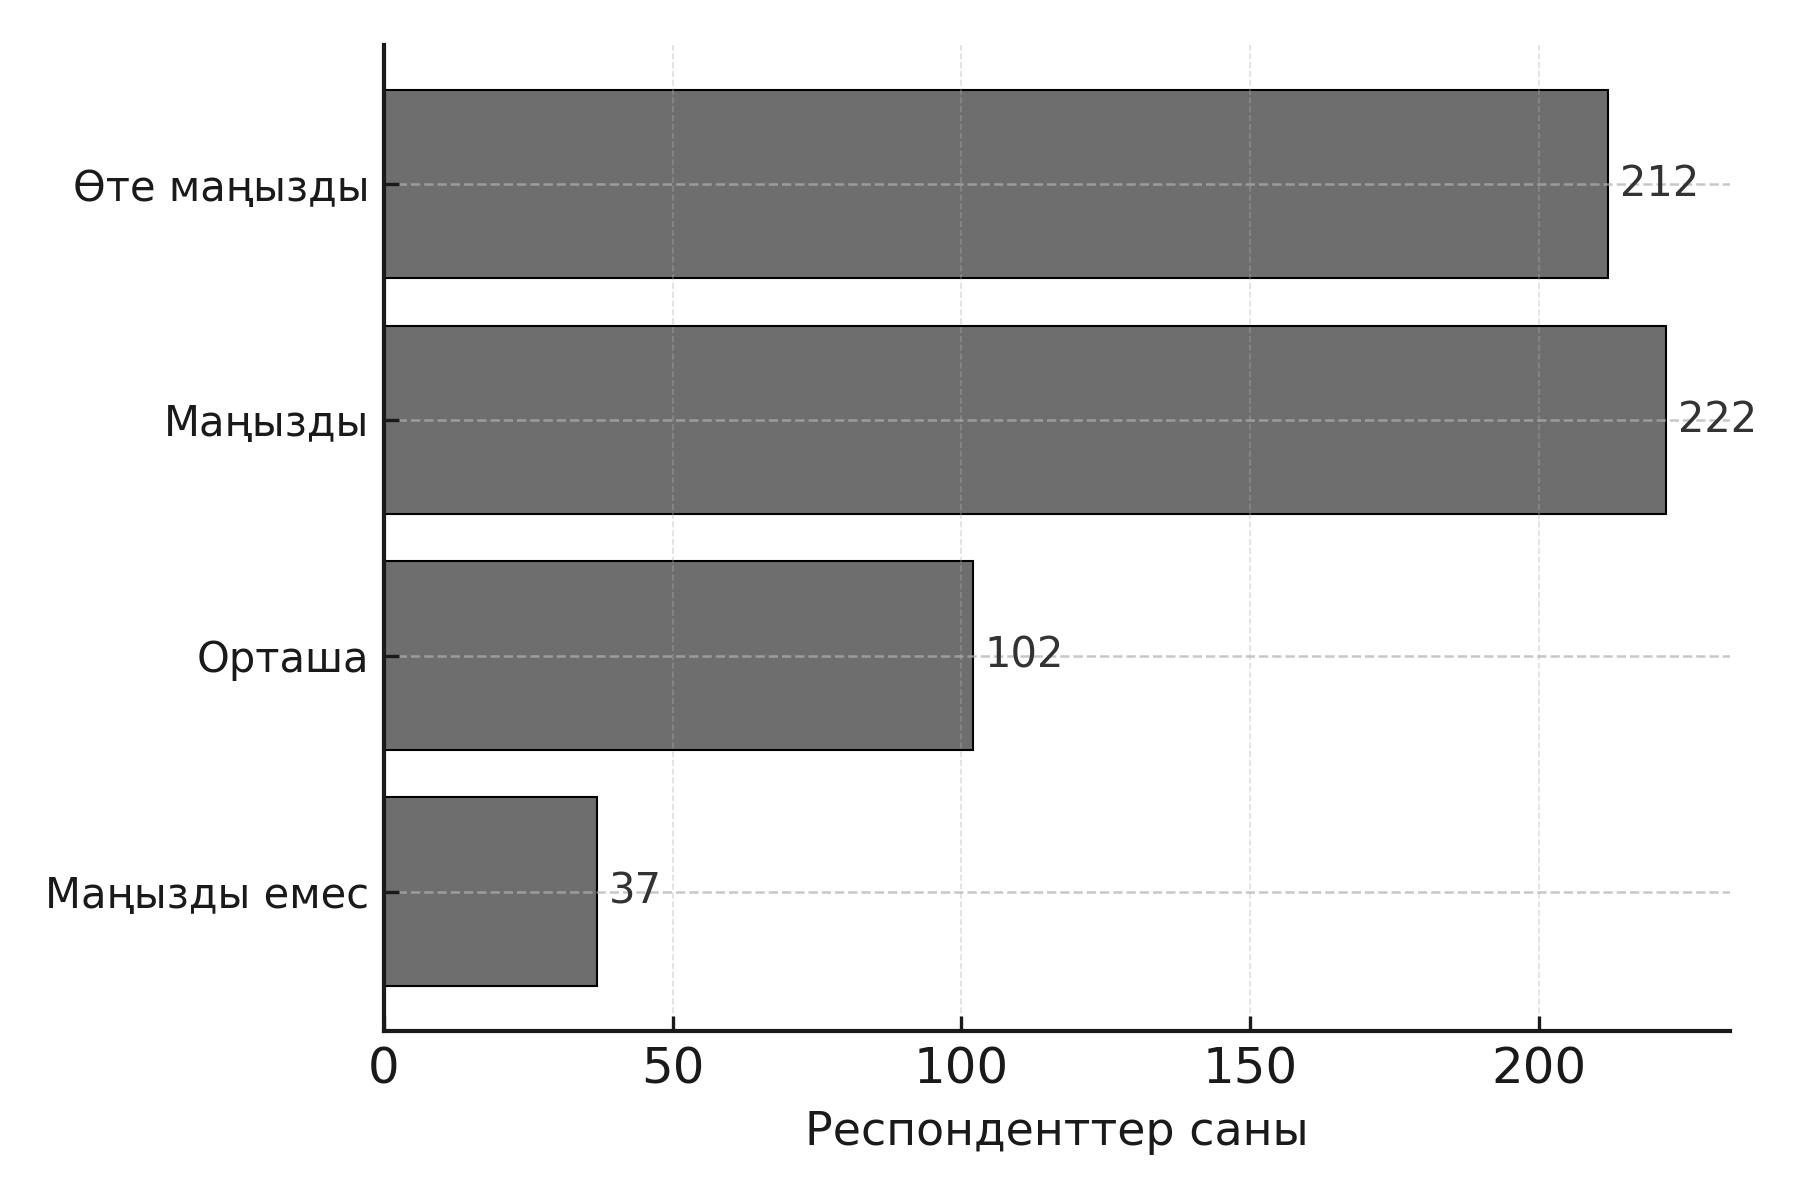 Өте маңызды
212
Маңызды
222
Орташа
102
Маңызды емес
37
0 50 100 150 200
Респонденттер саны